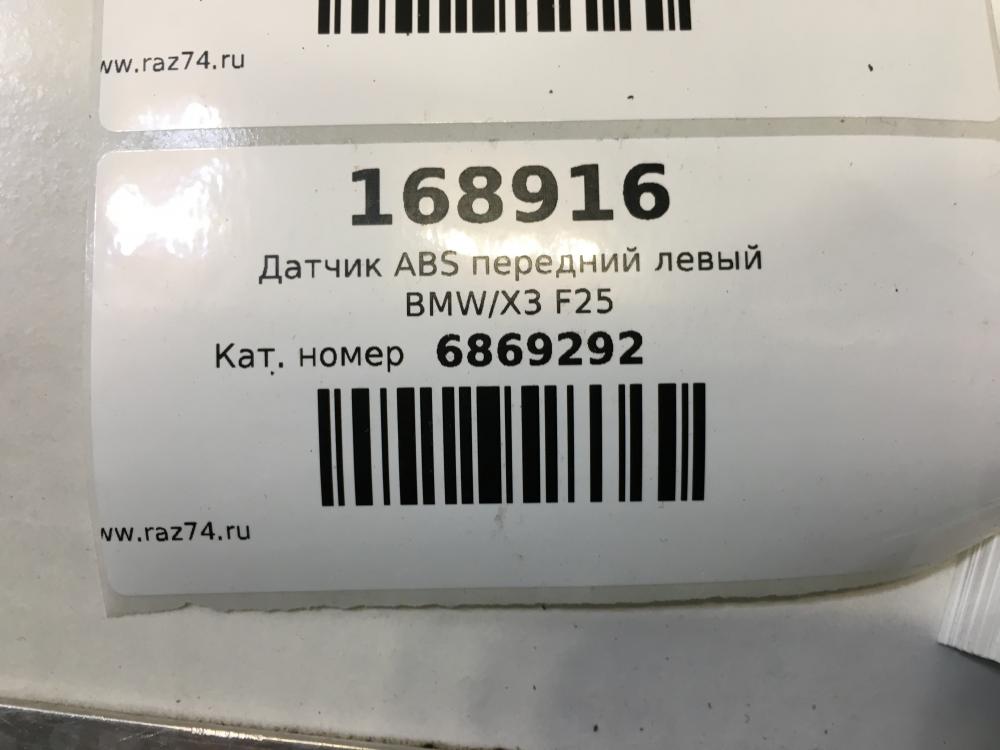 ww.raz74.ru
168916
Датчик ABS передний левый
BMW/X3 F25
Кат. номер 6869292
ww.raz74.ru